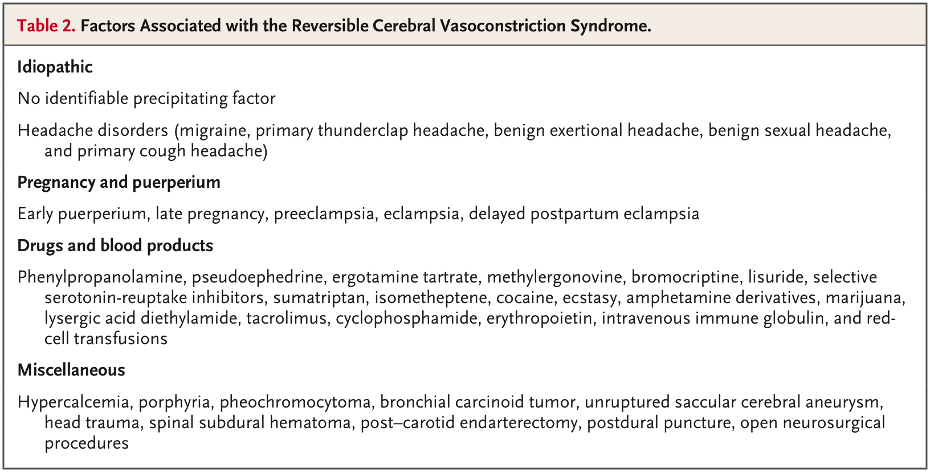 Table 2. Factors Associated with the Reversible Cerebral Vasoconstriction Syndrome.
Idiopathic
No identifiable precipitating factor
Headache disorders (migraine, primary thunderclap headache, benign exertional headache, benign sexual headache,
and primary cough headache)
Pregnancy and puerperium
Early puerperium, late pregnancy, preeclampsia, eclampsia, delayed postpartum eclampsia
Drugs and blood products
Phenylpropanolamine, pseudoephedrine, ergotamine tartrate, methylergonovine, bromocriptine, lisuride, selective
serotonin-reuptake inhibitors, sumatriptan, isometheptene, cocaine, ecstasy, amphetamine derivatives, marijuana,
lysergic acid diethylamide, tacrolimus, cyclophosphamide, erythropoietin, intravenous immune globulin, and red-
cell transfusions
Miscellaneous
Hypercalcemia, porphyria, pheochromocytoma, bronchial carcinoid tumor, unruptured saccular cerebral aneurysm,
head trauma, spinal subdural hematoma, post–carotid endarterectomy, postdural puncture, open neurosurgical
procedures